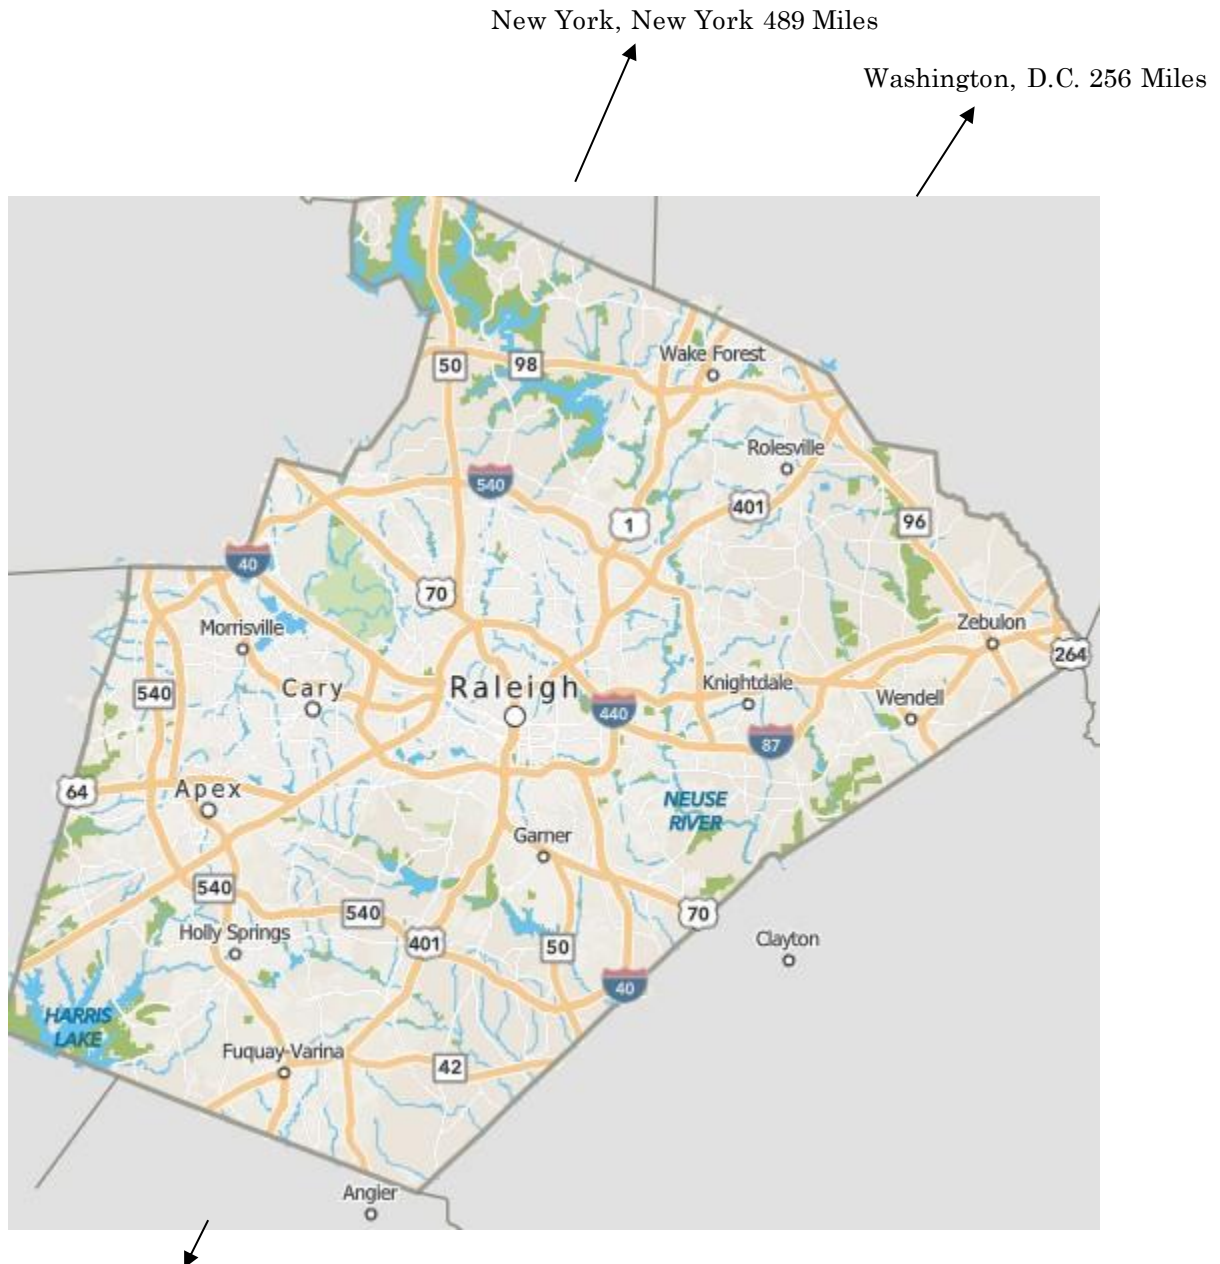 New York, New York 489 Miles
Washington, D.C. 256 Miles
50
98
Wake Forest
Rolesville
540
401
1
96
40
70
Morrisville
Zebulon
264
540
Cary
Raleigh
Knightdale
440
Wendell
87
64
Apex
NEUSE
RIVER
Garner
540
540
70
Holly Springs
401
50
Clayton
40
HARRIS
LAKE
Fuquay-Varina
42
Angier